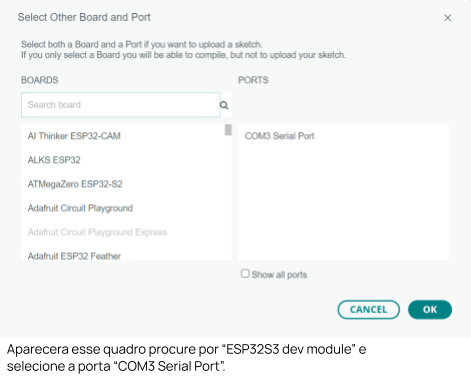 Select Other Board and Port
Select both a Board and a Port if you want to upload a sketch.
If you only select a Board you will be able to compile, but not to upload your sketch.
BOARDS
PORTS
Search board
AI Thinker ESP32-CAM
COM3 Serial Port
ALKS ESP32
ATMegaZero ESP32-S2
Adafruit Circuit Playground
Adafruit Circuit Playground Express
Adafruit ESP32 Feather
Show all ports
CANCEL
OK
Aparecera esse quadro procure por “ESP32S3 dev module” e
selecione a porta “COM3 Serial Port”.